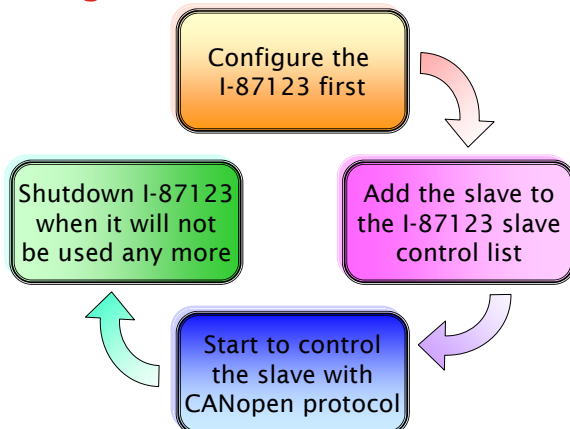 Configure the
I-87123 first
Add the slave to
the I-87123 slave
control list
Start to control
the slave with
CANopen protocol
Shutdown I-87123
when it will not
be used any more